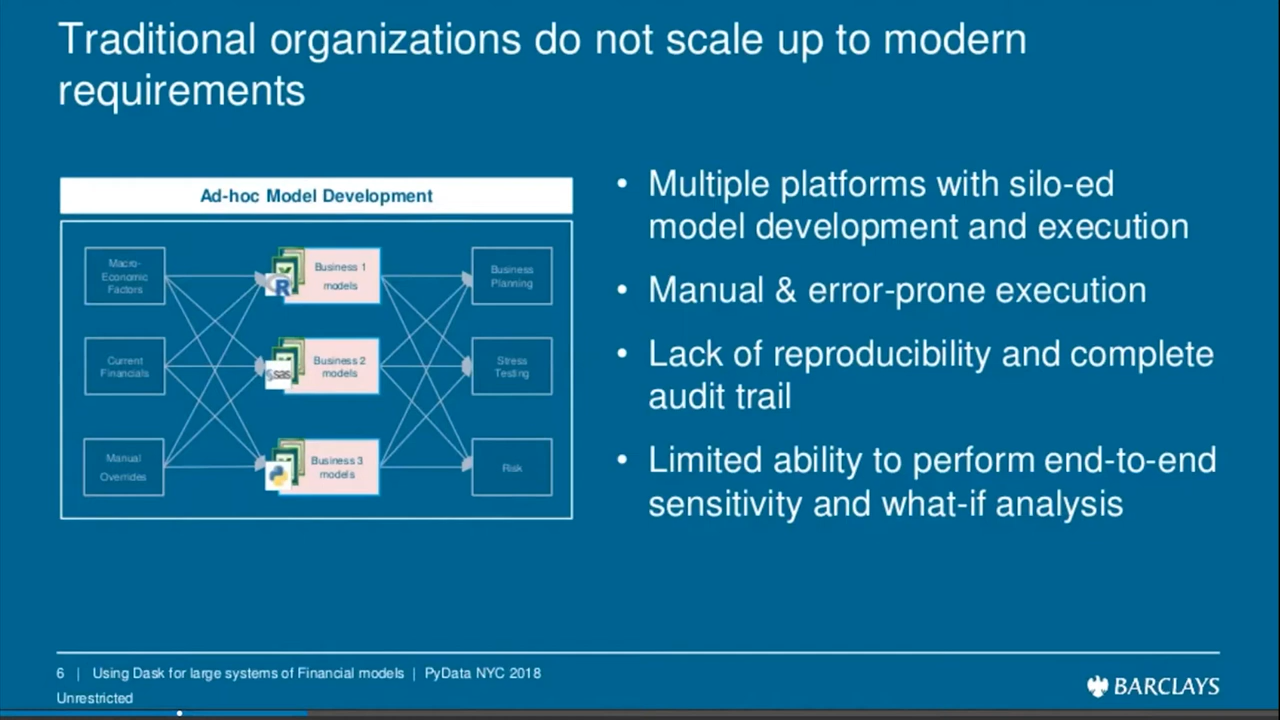 Traditional organizations do not scale up to modern
requirements
Ad-hoc Model Development
Macro-
Economic
Factors
Current
Financials
Manual
Overrides
R
Business 1
models
sas
Business 2
models
Business 3
models
Business
Planning
Stress
Testing
Risk
• Multiple platforms with silo-ed
model development and execution
• Manual & error-prone execution
• Lack of reproducibility and complete
audit trail
• Limited ability to perform end-to-end
sensitivity and what-if analysis
6 | Using Dask for large systems of Financial models | PyData NYC 2018
Unrestricted
BARCLAYS